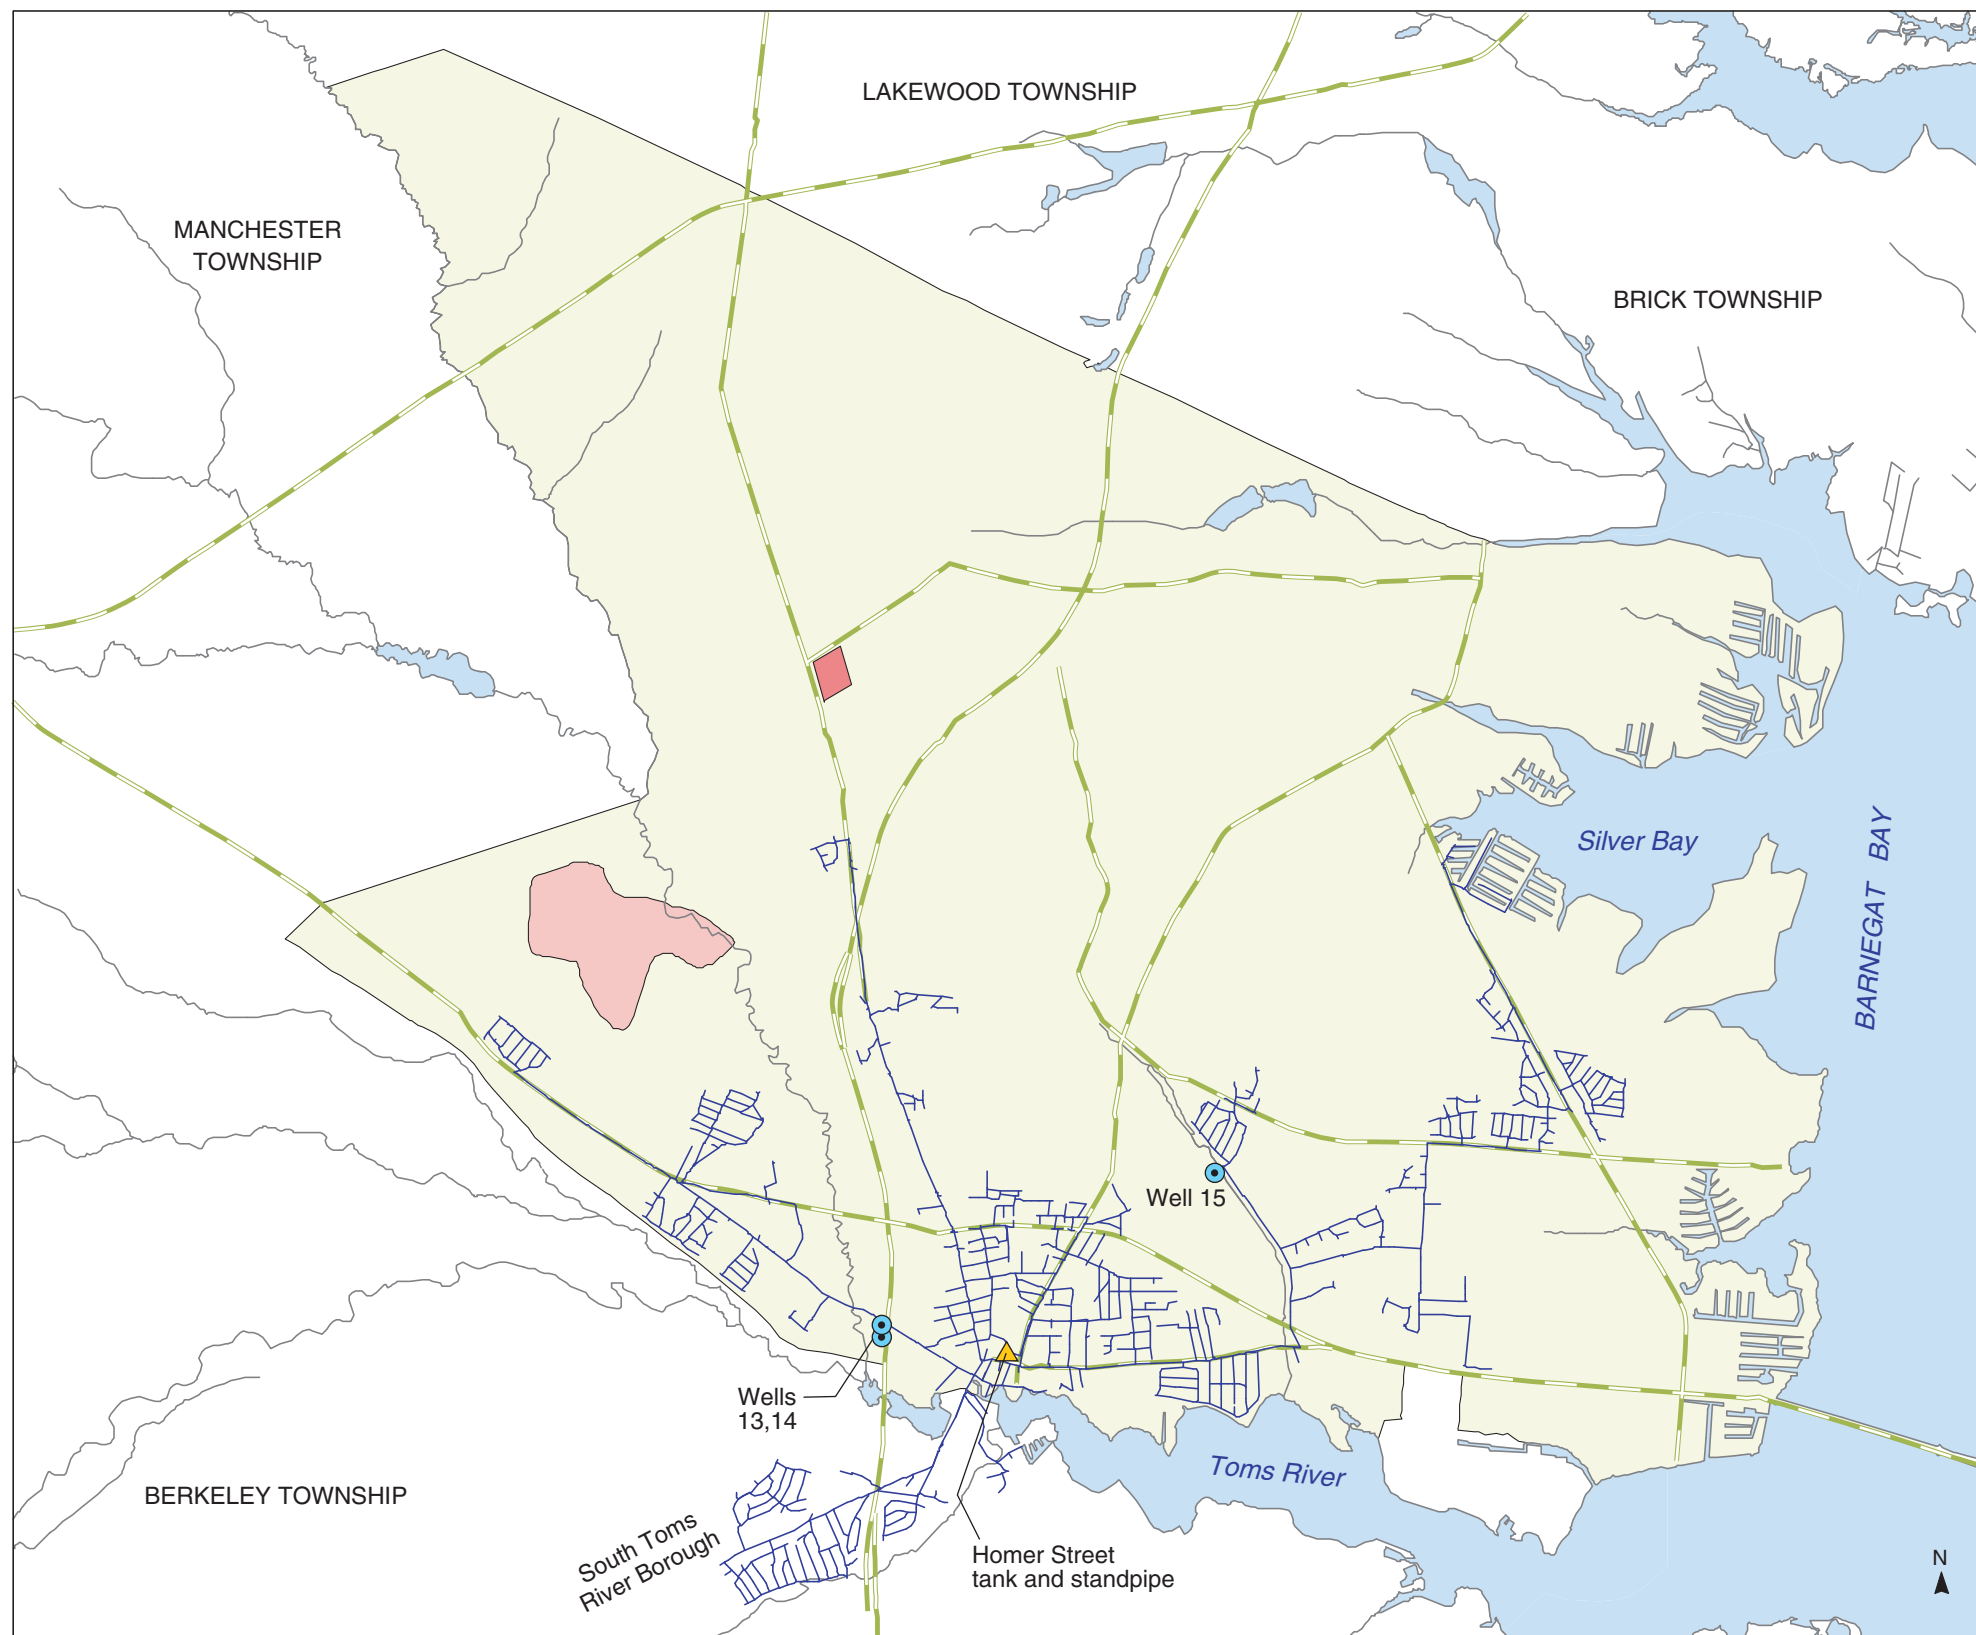 LAKEWOOD TOWNSHIP
MANCHESTER
TOWNSHIP
BRICK TOWNSHIP
Silver Bay
BARNEGAT BAY
Well 15
Wells
13,14
Toms River
BERKELEY TOWNSHIP
South Toms
River Borough
Homer Street
tank and standpipe
N